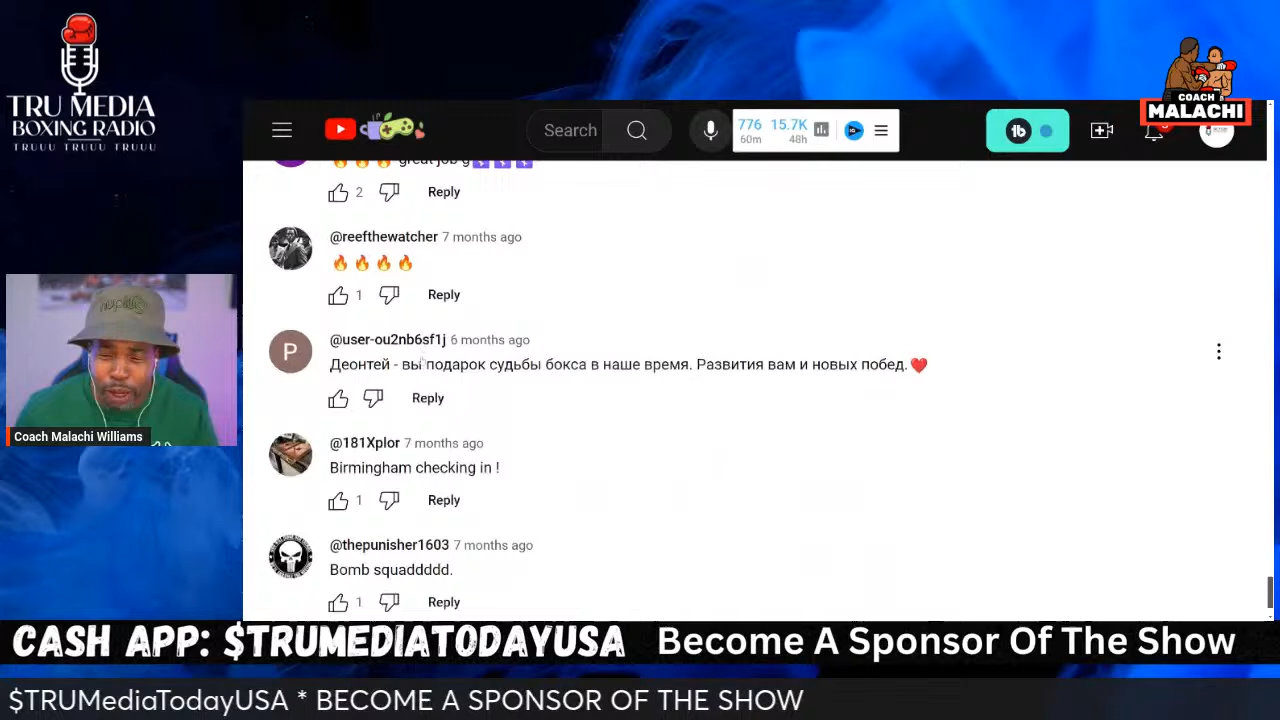 TRU MEDIA
BOXING RADIO
TRUUU TRUUU TRUUU
COACH
MALACHI
Search
776 15.7K
60m 48h
great job g
2 Reply
@reefthewatcher 7 months ago
🔥🔥🔥🔥
1 Reply
P
@user-ou2nb6sf1j 6 months ago
Деонтей - вы подарок судьбы бокса в наше время. Развития вам и новых побед.❤️
Reply
Coach Malachi Williams
@181Xplor 7 months ago
Birmingham checking in !
1 Reply
@thepunisher1603 7 months ago
Bomb squaddddd.
1 Reply
CASH APP: $TRUMEDIATODAYUSA Become A Sponsor Of The Show
$TRUMediaTodayUSA * BECOME A SPONSOR OF THE SHOW